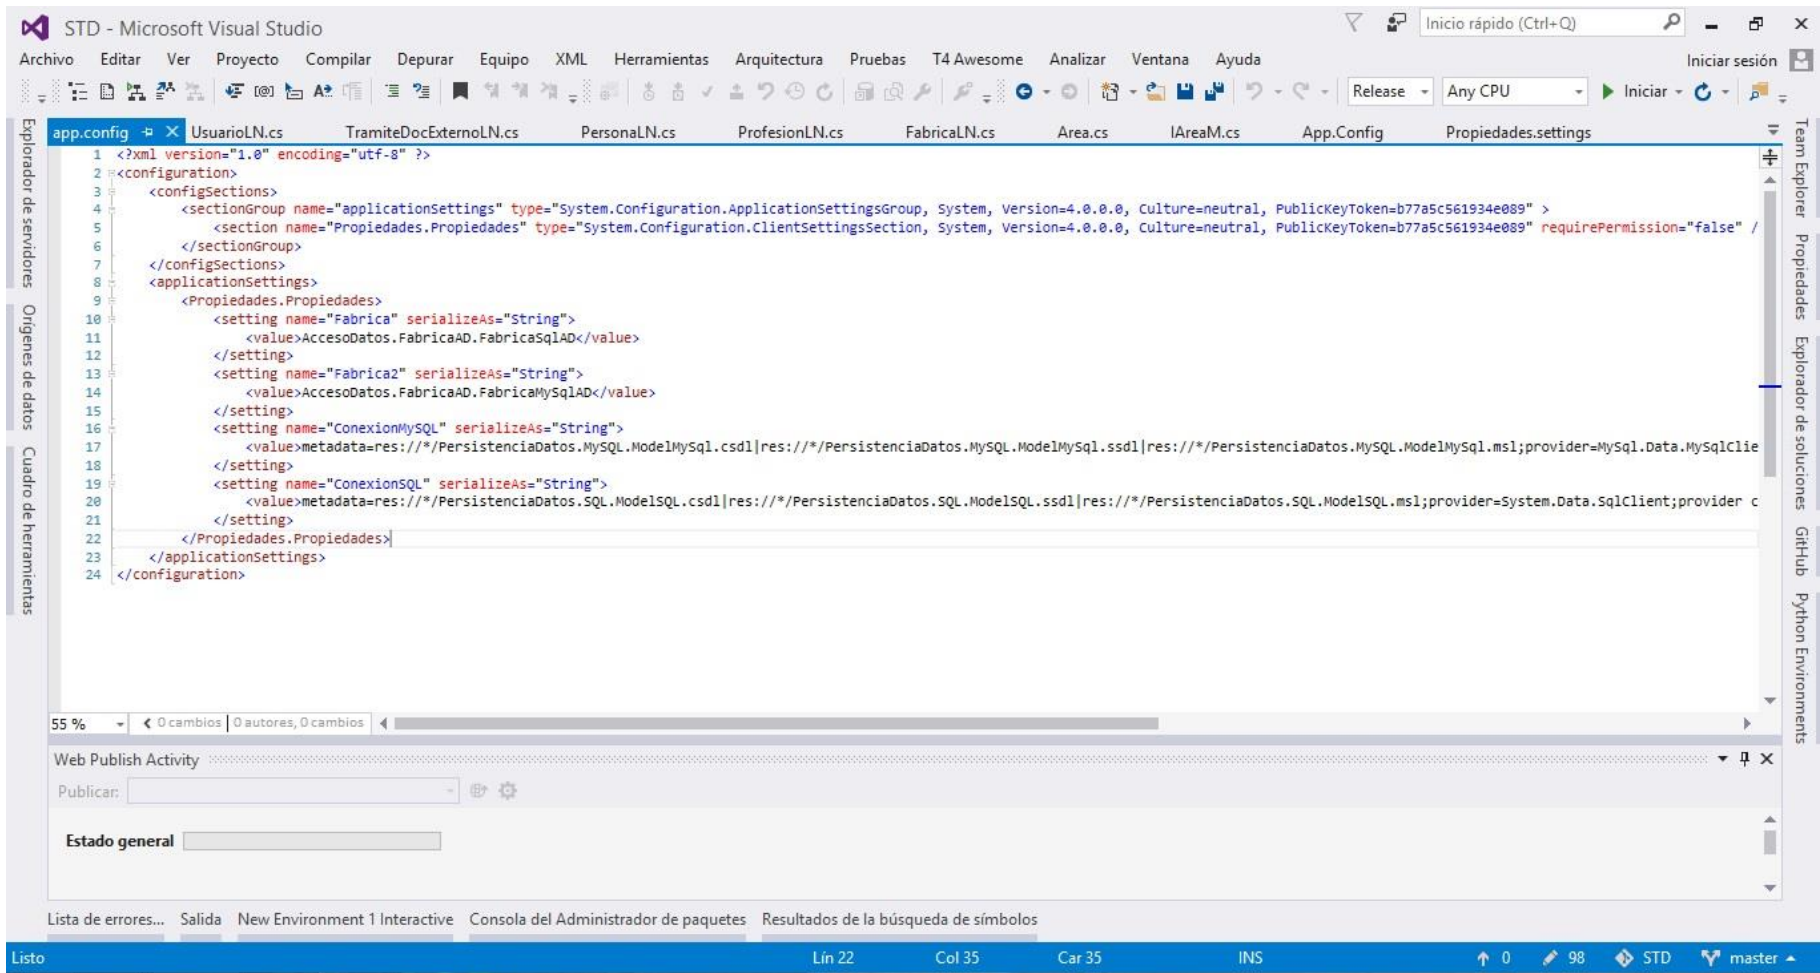 STD - Microsoft Visual Studio
Inicio rápido (Ctrl+Q)
Archivo Editar Ver Proyecto Compilar Depurar Equipo XML Herramientas Arquitectura Pruebas T4 Awesome Analizar Ventana Ayuda Iniciar sesión
Release Any CPU Iniciar
app.config UsuarioLN.cs TramiteDocExternoLN.cs PersonaLN.cs ProfesionLN.cs FabricaLN.cs Area.cs IAreaM.cs App.Config Propiedades.settings
1 <?xml version="1.0" encoding="utf-8" ?>
2 <configuration>
3 <configSections>
4 <sectionGroup name="applicationSettings" type="System.Configuration.ApplicationSettingsGroup, System, Version=4.0.0.0, Culture=neutral, PublicKeyToken=b77a5c561934e089" >
5 <section name="Propiedades.Propiedades" type="System.Configuration.ClientSettingsSection, System, Version=4.0.0.0, Culture=neutral, PublicKeyToken=b77a5c561934e089" requirePermission="false" /
6 </sectionGroup>
7 </configSections>
8 <applicationSettings>
9 <Propiedades.Propiedades>
10 <setting name="Fabrica" serializeAs="String">
11 <value>AccesoDatos.FabricaAD.FabricaSqlAD</value>
12 </setting>
13 <setting name="Fabrica2" serializeAs="String">
14 <value>AccesoDatos.FabricaAD.FabricaMySqlAD</value>
15 </setting>
16 <setting name="ConexionMySQL" serializeAs="String">
17 <value>metadata=res://*/PersistenciaDatos.MySQL.ModelMySql.csdl|res://*/PersistenciaDatos.MySQL.ModelMySql.ssdl|res://*/PersistenciaDatos.MySQL.ModelMySql.msl;provider=MySql.Data.MySqlClie
18 </setting>
19 <setting name="ConexionSQL" serializeAs="String">
20 <value>metadata=res://*/PersistenciaDatos.SQL.ModelSQL.csdl|res://*/PersistenciaDatos.SQL.ModelSQL.ssdl|res://*/PersistenciaDatos.SQL.ModelSQL.msl;provider=System.Data.SqlClient;provider c
21 </setting>
22 </Propiedades.Propiedades>
23 </applicationSettings>
24 </configuration>
Explorador de servidores
Orígenes de datos
Cuadro de herramientas
Team Explorer
Propiedades
Explorador de soluciones
GitHub
Python Environments
55 % 0 cambios | 0 autores, 0 cambios
Web Publish Activity
Publicar:
Estado general
Lista de errores... Salida New Environment 1 Interactive Consola del Administrador de paquetes Resultados de la búsqueda de símbolos
Listo Lín 22 Col 35 Car 35 INS 0 98 STD master